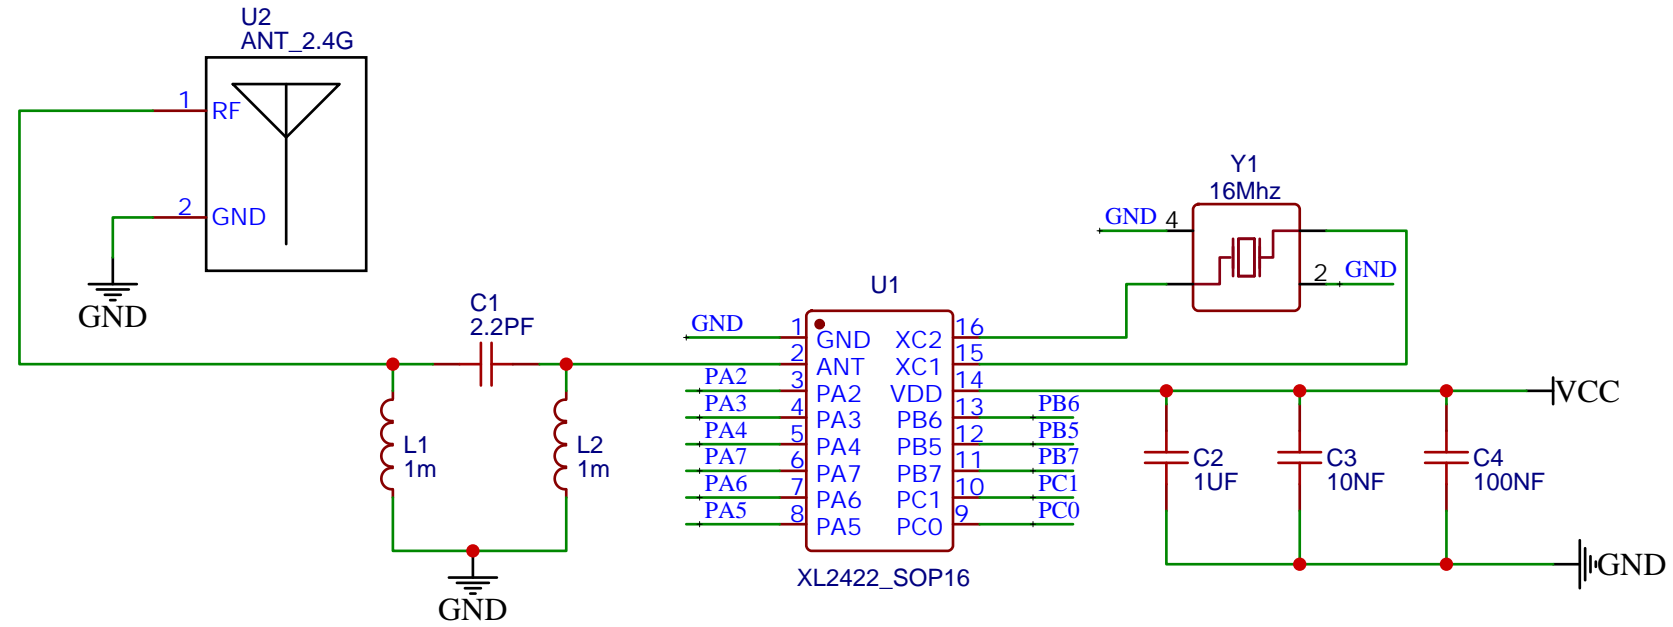 U2
ANT_2.4G
1
RF
2
GND
GND
C1
2.2PF
L1
1m
L2
1m
GND
U1
GND
1
GND
2
ANT
PA2
3
PA2
PA3
4
PA3
PA4
5
PA4
PA7
6
PA7
PA6
7
PA6
PA5
8
PA5
16
XC2
15
XC1
14
VDD
13
PB6
PB6
12
PB5
PB5
11
PB7
PB7
10
PC1
PC1
9
PC0
PC0
XL2422_SOP16
Y1
16Mhz
GND
4
2
GND
VCC
C2
1UF
C3
10NF
C4
100NF
GND